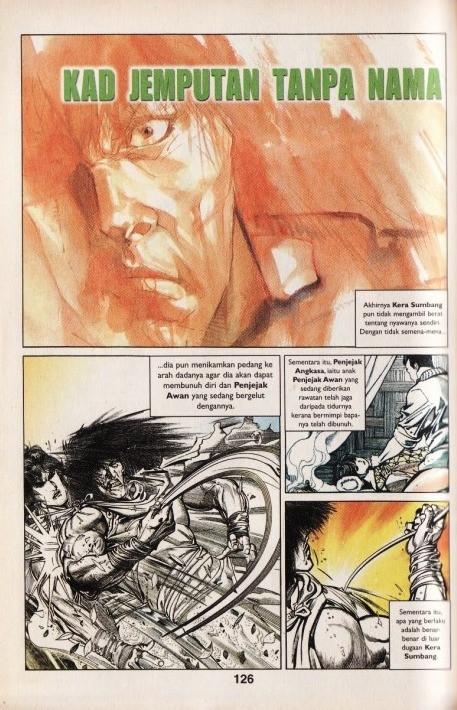 KAD JEMPUTAN TANPA NAMA
Akhirnya Kera Sumbang
pun tidak mengambil berat
tentang nyawanya sendiri.
Dengan tidak semena-mena...
...dia pun menikamkan pedang ke
arah dadanya agar dia akan dapat
membunuh diri dan Penjejak
Awan yang sedang bergelut
dengannya.
Sementara itu, Penjejak
Angkasa, iaitu anak
Penjejak Awan yang
sedang diberikan
rawatan telah jaga
daripada tidurnya
kerana bermimpi bapa-
nya telah dibunuh.
Sementara itu,
apa yang berlaku
adalah benar-
benar di luar
dugaan Kera
Sumbang.
126